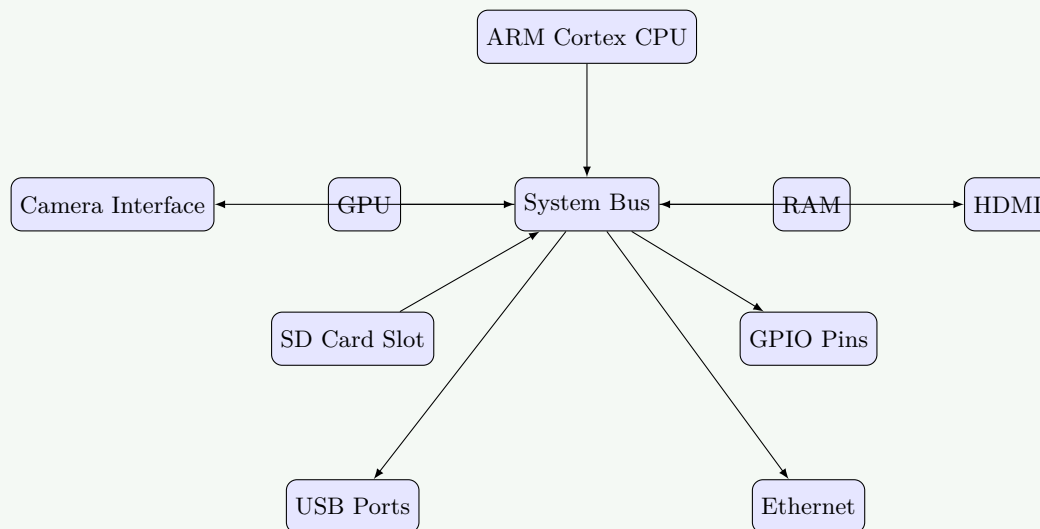 ARM Cortex CPU
Camera Interface
GPU
System Bus
RAM
HDMI
SD Card Slot
GPIO Pins
USB Ports
Ethernet